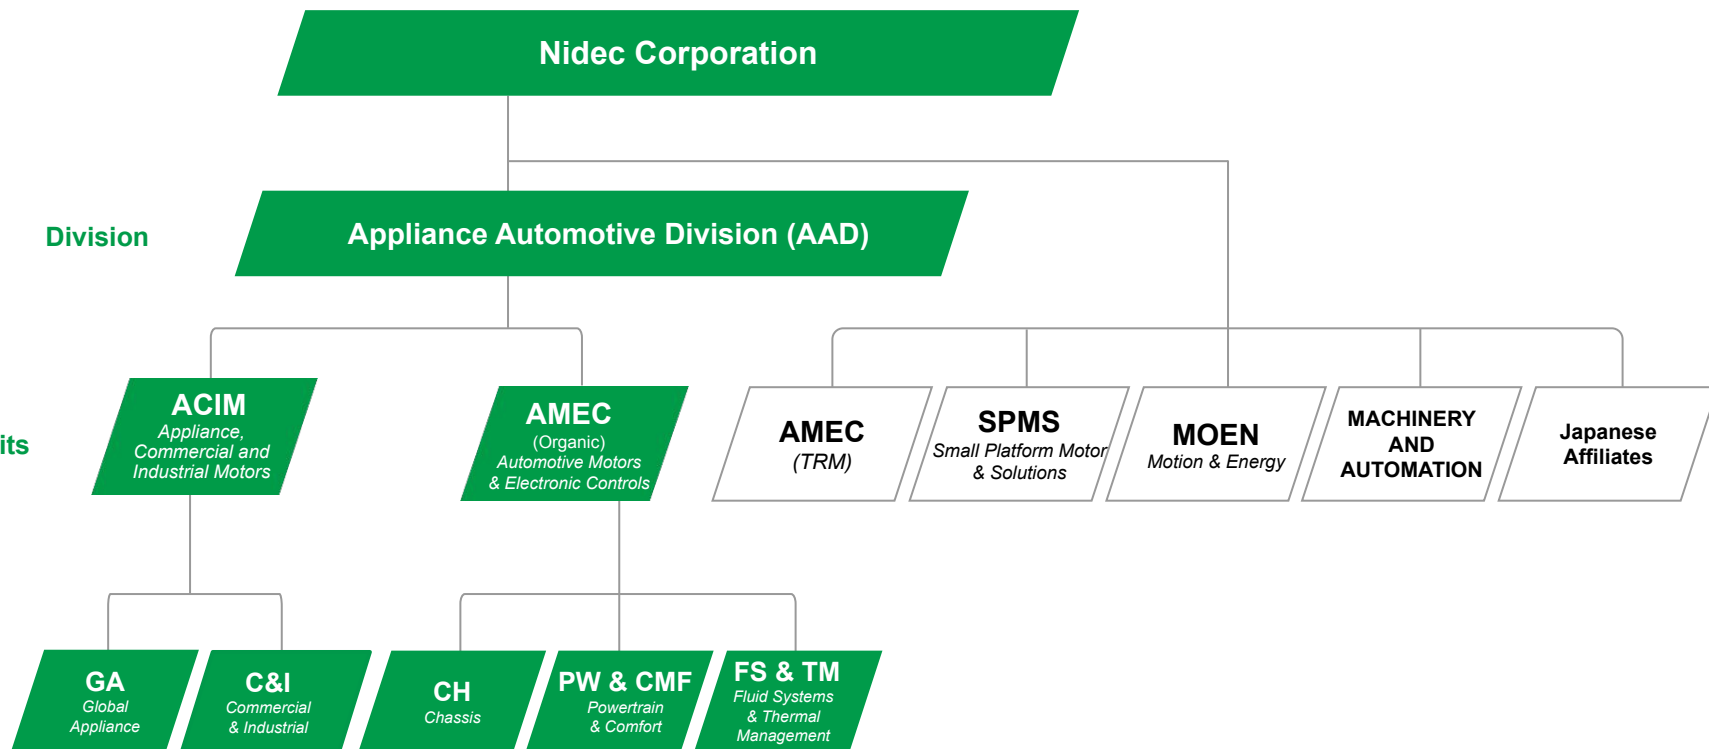 Nidec Corporation
Division
Appliance Automotive Division (AAD)
its
ACIM
Appliance,
Commercial and
Industrial Motors
AMEC
(Organic)
Automotive Motors
& Electronic Controls
AMEC
(TRM)
SPMS
Small Platform Motor
& Solutions
MOEN
Motion & Energy
MACHINERY
AND
AUTOMATION
Japanese
Affiliates
GA
Global
Appliance
C&I
Commercial
& Industrial
CH
Chassis
PW & CMF
Powertrain
& Comfort
FS & TM
Fluid Systems
& Thermal
Management